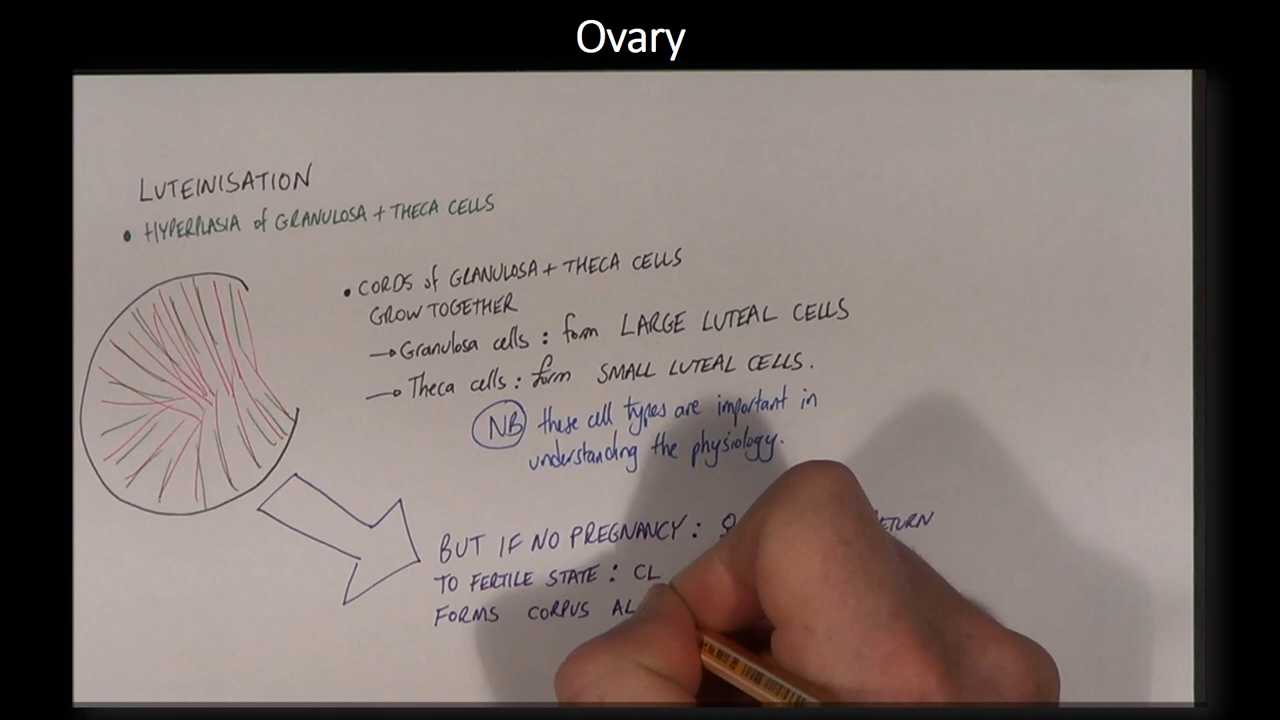 Ovary
LUTEINISATION
• HYPERPLASIA of GRANULOSA + THECA CELLS
• CORDS of GRANULOSA + THECA CELLS
GROW TOGETHER
→ Granulosa cells : form LARGE LUTEAL CELLS
→ Theca cells : form SMALL LUTEAL CELLS.
NB these cell types are important in
understanding the physiology.
BUT IF NO PREGNANCY : ♀ ETURN
TO FERTILE STATE : CL
FORMS CORPUS AL